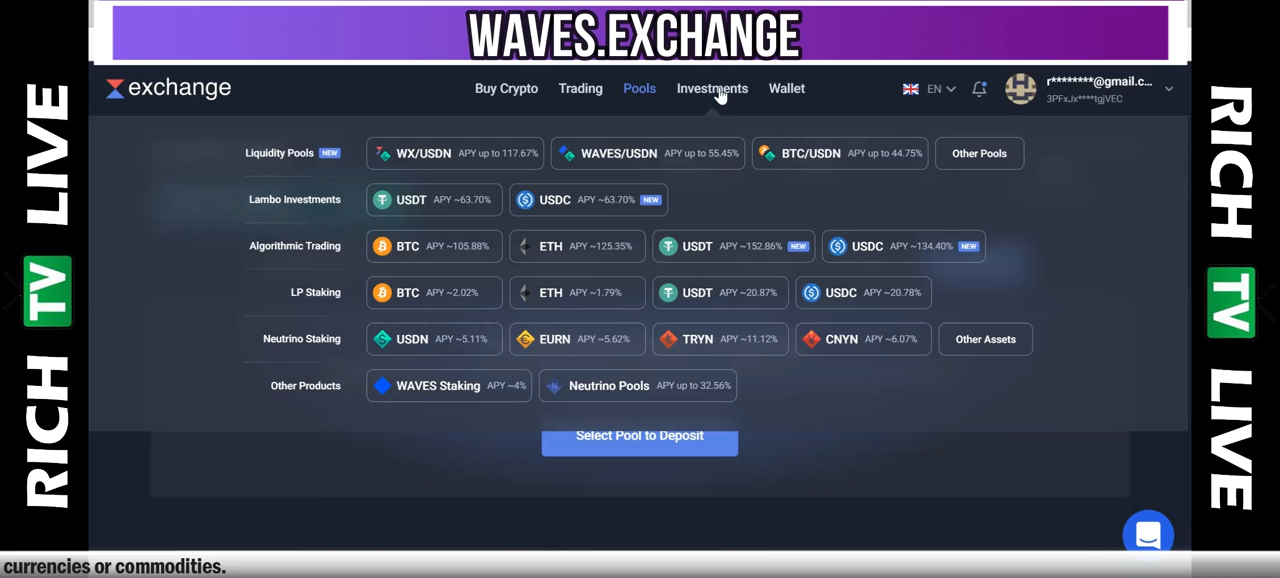 WAVES.EXCHANGE
exchange
Buy Crypto Trading Pools Investments Wallet
EN
r********@gmail.c...
3PFxJx****tgjVEC
Liquidity Pools NEW WX/USDN APY up to 117.67% WAVES/USDN APY up to 55.45% BTC/USDN APY up to 44.75% Other Pools
Lambo Investments USDT APY ~63.70% USDC APY ~63.70% NEW
Algorithmic Trading BTC APY ~105.88% ETH APY ~125.35% USDT APY ~152.86% NEW USDC APY ~134.40% NEW
LP Staking BTC APY ~2.02% ETH APY ~1.79% USDT APY ~20.87% USDC APY ~20.78%
Neutrino Staking USDN APY ~5.11% EURN APY ~5.62% TRYN APY ~11.12% CNYN APY ~6.07% Other Assets
Other Products WAVES Staking APY ~4% Neutrino Pools APY up to 32.56%
Select Pool to Deposit
RICH TV LIVE
RICH TV LIVE
currencies or commodities.